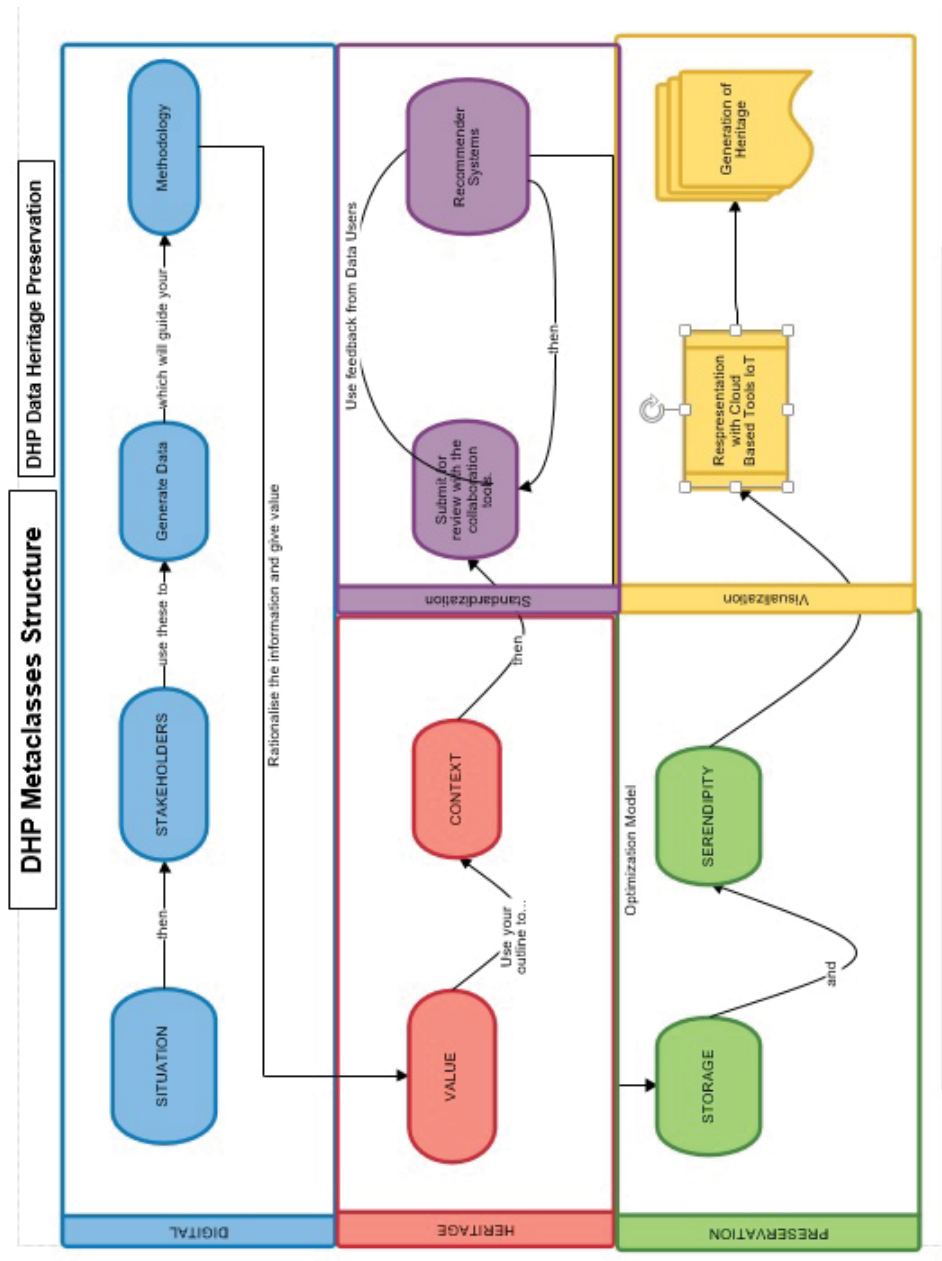 DHP Metaclasses Structure
DHP Data Heritage Preservation
DIGITAL
SITUATION
then
STAKEHOLDERS
use these to
Generate Data
which will guide your
Methodology
Rationalise the information and give value
HERITAGE
VALUE
Use your
outline to...
CONTEXT
then
Standardization
Submit for
review with the
collaboration
tools.
Use feedback from Data Users
then
Recommender
Systems
PRESERVATION
Optimization Model
STORAGE
and
SERENDIPITY
Visualization
Respresentation
with Cloud
Based Tools IoT
Generation of
Heritage